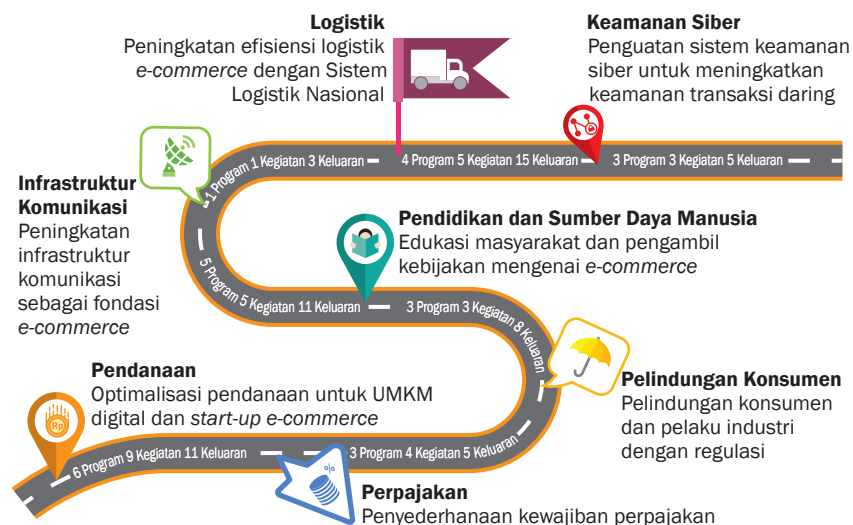 Logistik
Peningkatan efisiensi logistik
e-commerce dengan Sistem
Logistik Nasional
Keamanan Siber
Penguatan sistem keamanan
siber untuk meningkatkan
keamanan transaksi daring
1 Program 1 Kegiatan 3 Keluaran
4 Program 5 Kegiatan 15 Keluaran
3 Program 3 Kegiatan 5 Keluaran
Infrastruktur
Komunikasi
Peningkatan
infrastruktur
komunikasi
sebagai fondasi
e-commerce
Pendidikan dan Sumber Daya Manusia
Edukasi masyarakat dan pengambil
kebijakan mengenai e-commerce
5 Program 5 Kegiatan 11 Keluaran
3 Program 3 Kegiatan 8 Keluaran
Pelindungan Konsumen
Pelindungan konsumen
dan pelaku industri
dengan regulasi
Pendanaan
Optimalisasi pendanaan untuk UMKM
digital dan start-up e-commerce
Rp
6 Program 9 Kegiatan 11 Keluaran
3 Program 4 Kegiatan 5 Keluaran
%
Perpajakan
Penyederhanaan kewajiban perpajakan